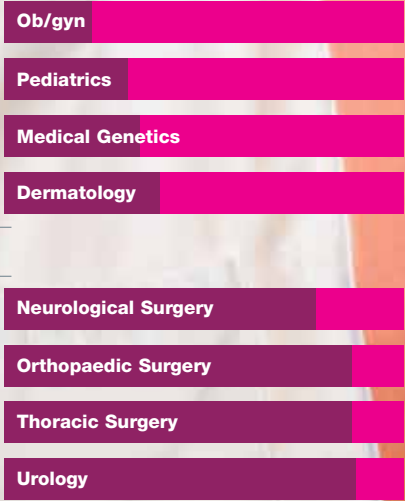 Ob/gyn
Pediatrics
Medical Genetics
Dermatology
Neurological Surgery
Orthopaedic Surgery
Thoracic Surgery
Urology